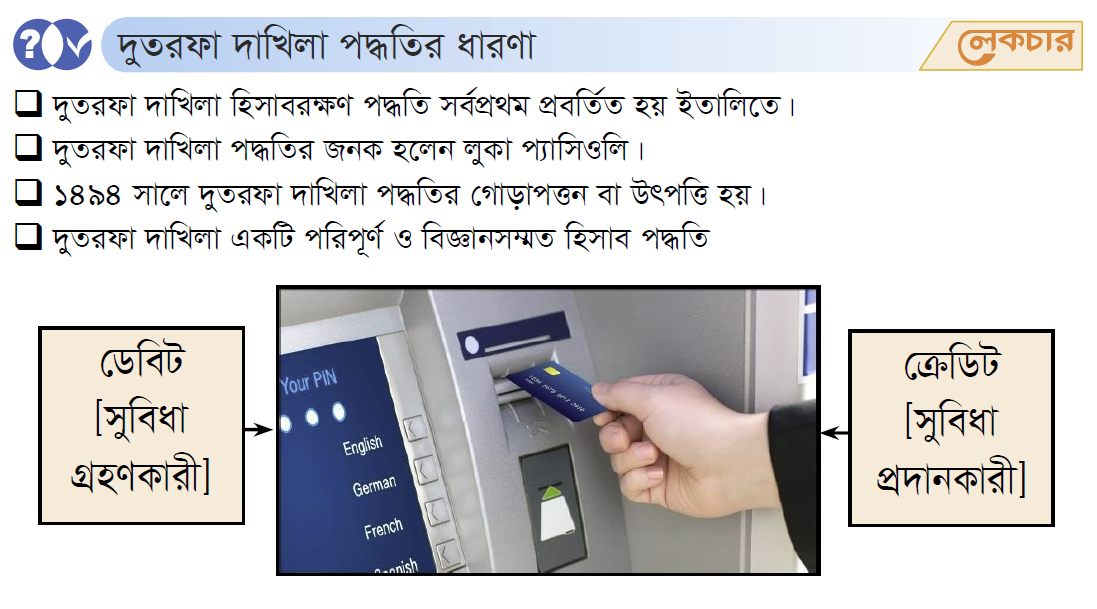 দুতরফা দাখিলা পদ্ধতির ধারণা
লেকচার
দুতরফা দাখিলা হিসাবরক্ষণ পদ্ধতি সর্বপ্রথম প্রবর্তিত হয় ইতালিতে।
দুতরফা দাখিলা পদ্ধতির জনক হলেন লুকা প্যাসিওলি।
১৪৯৪ সালে দুতরফা দাখিলা পদ্ধতির গোড়াপত্তন বা উৎপত্তি হয়।
দুতরফা দাখিলা একটি পরিপূর্ণ ও বিজ্ঞানসম্মত হিসাব পদ্ধতি
ডেবিট
[সুবিধা
গ্রহণকারী]
Your PIN
English
German
French
Spanish
ক্রেডিট
[সুবিধা
প্রদানকারী]